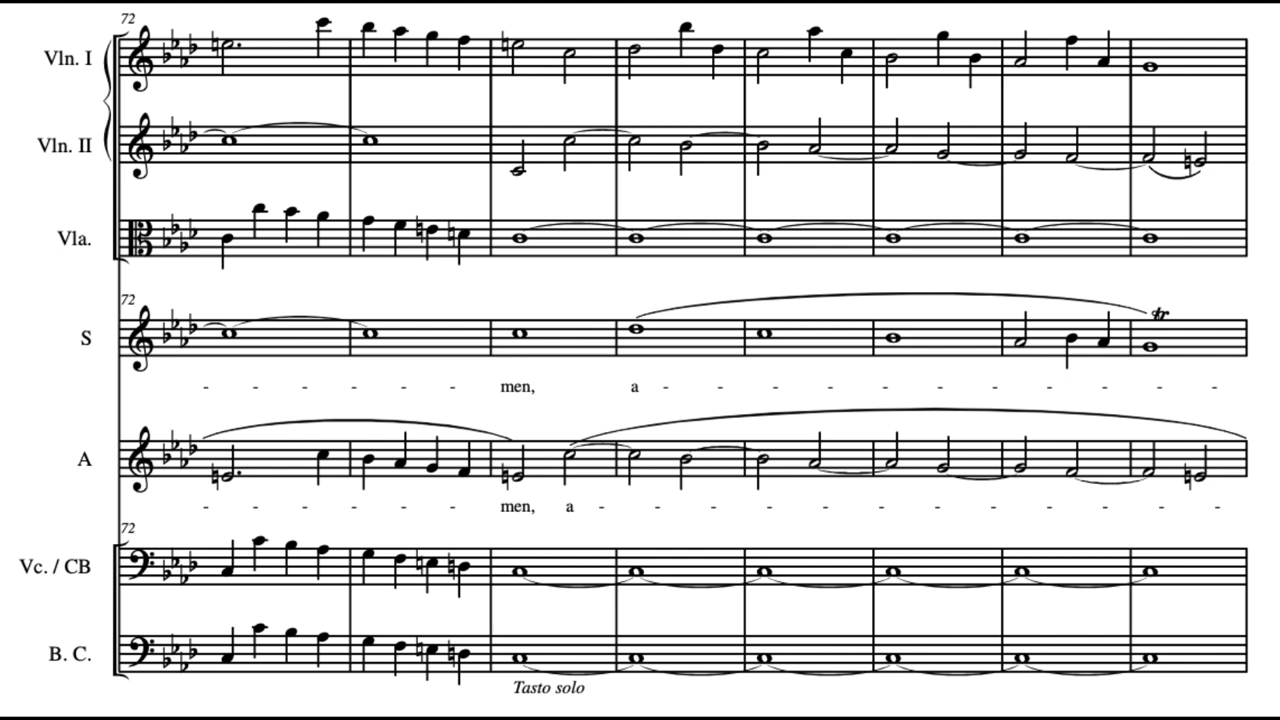 72
Vln. I
Vln. II
Vla.
72
S
- - - - - - men, a - - - - - - - - - - -
A
- - - - - - men, a - - - - - - - - - - - -
72
Vc. / CB
B. C.
Tasto solo